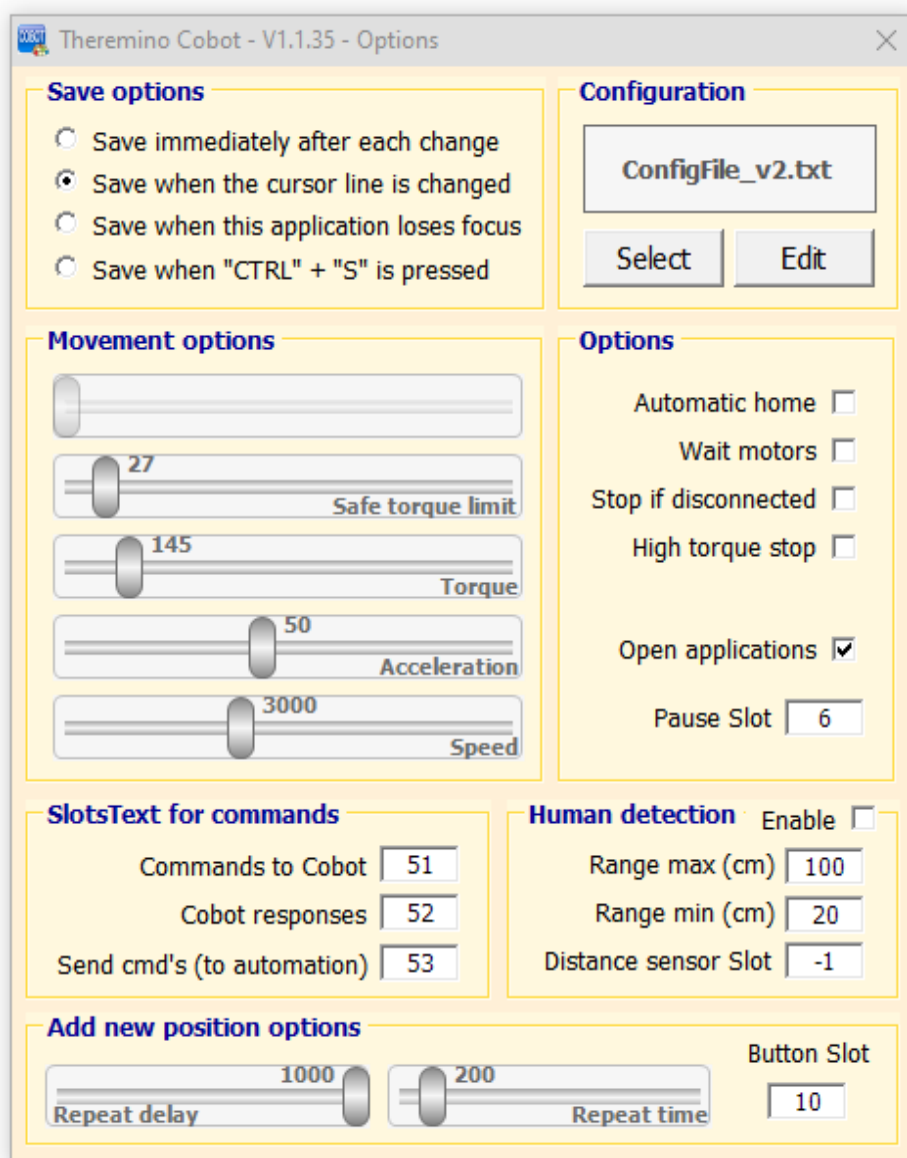 COBOT
Theremino Cobot - V1.1.35 - Options
Save options
Save immediately after each change
Save when the cursor line is changed
Save when this application loses focus
Save when "CTRL" + "S" is pressed
Configuration
ConfigFile_v2.txt
Select Edit
Movement options
27
Safe torque limit
145
Torque
50
Acceleration
3000
Speed
Options
Automatic home
Wait motors
Stop if disconnected
High torque stop
Open applications
Pause Slot 6
SlotsText for commands
Commands to Cobot 51
Cobot responses 52
Send cmd's (to automation) 53
Human detection Enable
Range max (cm) 100
Range min (cm) 20
Distance sensor Slot -1
Add new position options
1000
Repeat delay
200
Repeat time
Button Slot
10